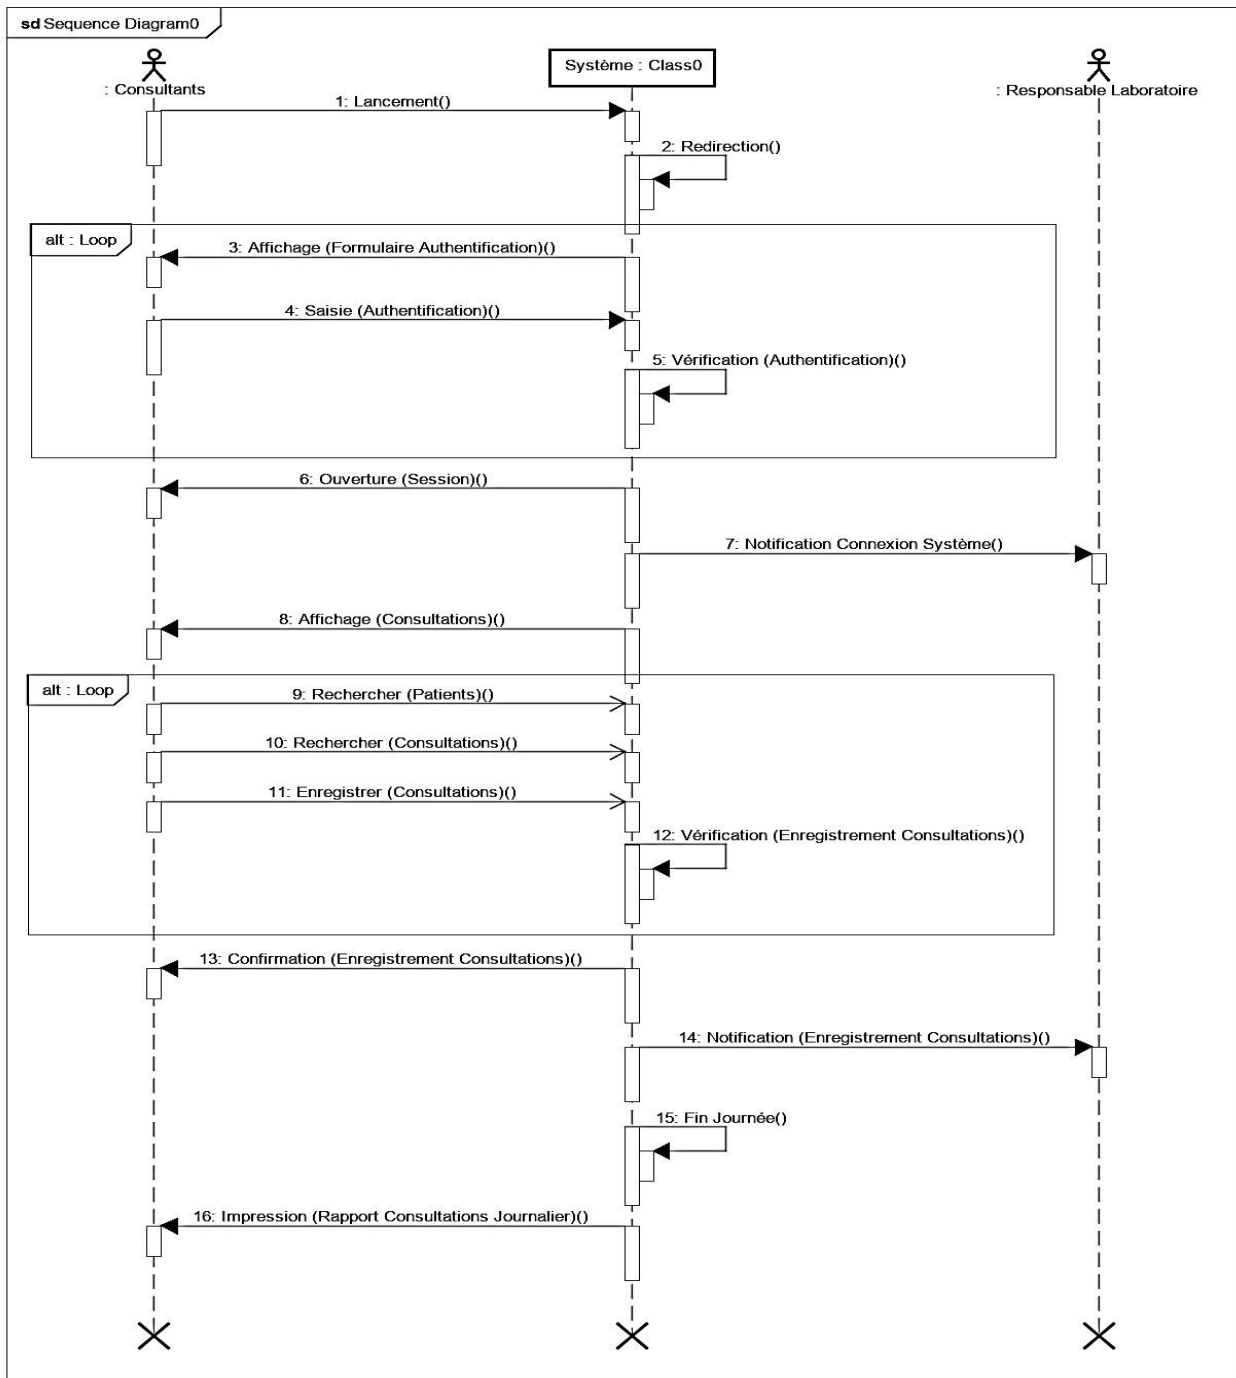 sd Sequence Diagram0
: Consultants
Système : Class0
: Responsable Laboratoire
1: Lancement()
2: Redirection()
alt : Loop
3: Affichage (Formulaire Authentification)()
4: Saisie (Authentification)()
5: Vérification (Authentification)()
6: Ouverture (Session)()
7: Notification Connexion Système()
8: Affichage (Consultations)()
alt : Loop
9: Rechercher (Patients)()
10: Rechercher (Consultations)()
11: Enregistrer (Consultations)()
12: Vérification (Enregistrement Consultations)()
13: Confirmation (Enregistrement Consultations)()
14: Notification (Enregistrement Consultations)()
15: Fin Journée()
16: Impression (Rapport Consultations Journalier)()